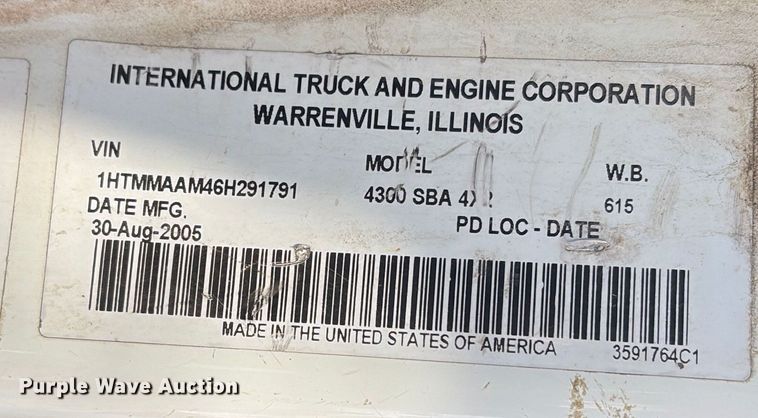 INTERNATIONAL TRUCK AND ENGINE CORPORATION
WARRENVILLE, ILLINOIS
VIN MODEL W.B.
1HTMMAAM46H291791 4300 SBA 4X2 615
DATE MFG. PD LOC - DATE
30-Aug-2005
MADE IN THE UNITED STATES OF AMERICA 3591764C1
Purple Wave Auction